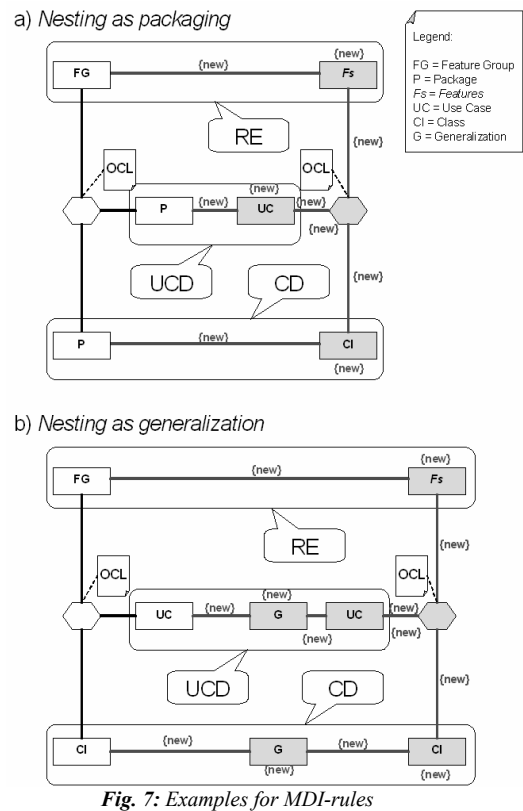 a) Nesting as packaging
Legend:
FG = Feature Group
P = Package
Fs = Features
UC = Use Case
Cl = Class
G = Generalization
{new}
FG
{new}
Fs
RE
{new}
OCL
OCL
{new}
P
{new}
UC
{new}
{new}
UCD
CD
{new}
P
{new}
Cl
{new}
b) Nesting as generalization
{new}
FG
{new}
Fs
RE
{new}
OCL
OCL
{new}
UC
{new}
G
UC
{new}
{new}
{new}
UCD
CD
{new}
Cl
{new}
G
{new}
Cl
{new}
{new}
Fig. 7: Examples for MDI-rules